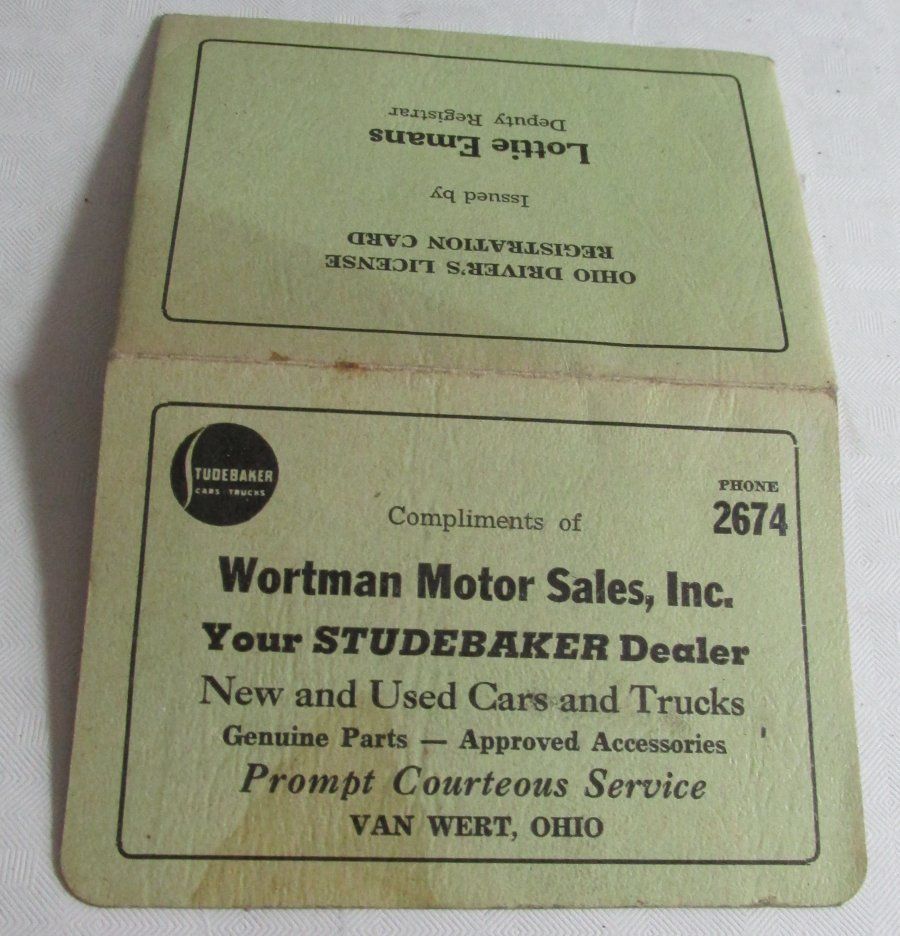 OHIO DRIVER'S LICENSE
REGISTRATION CARD
Issued by
Lottie Emans
Deputy Registrar
STUDEBAKER
CARS TRUCKS
PHONE
2674
Compliments of
Wortman Motor Sales, Inc.
Your STUDEBAKER Dealer
New and Used Cars and Trucks
Genuine Parts — Approved Accessories
Prompt Courteous Service
VAN WERT, OHIO